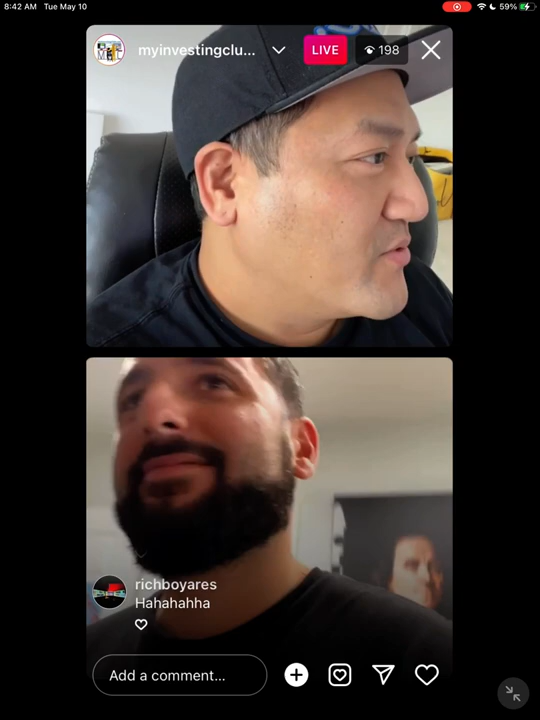 8:42 AM Tue May 10
59%
myinvestingclu...
LIVE
198
richboyares
Hahahahha
Add a comment...